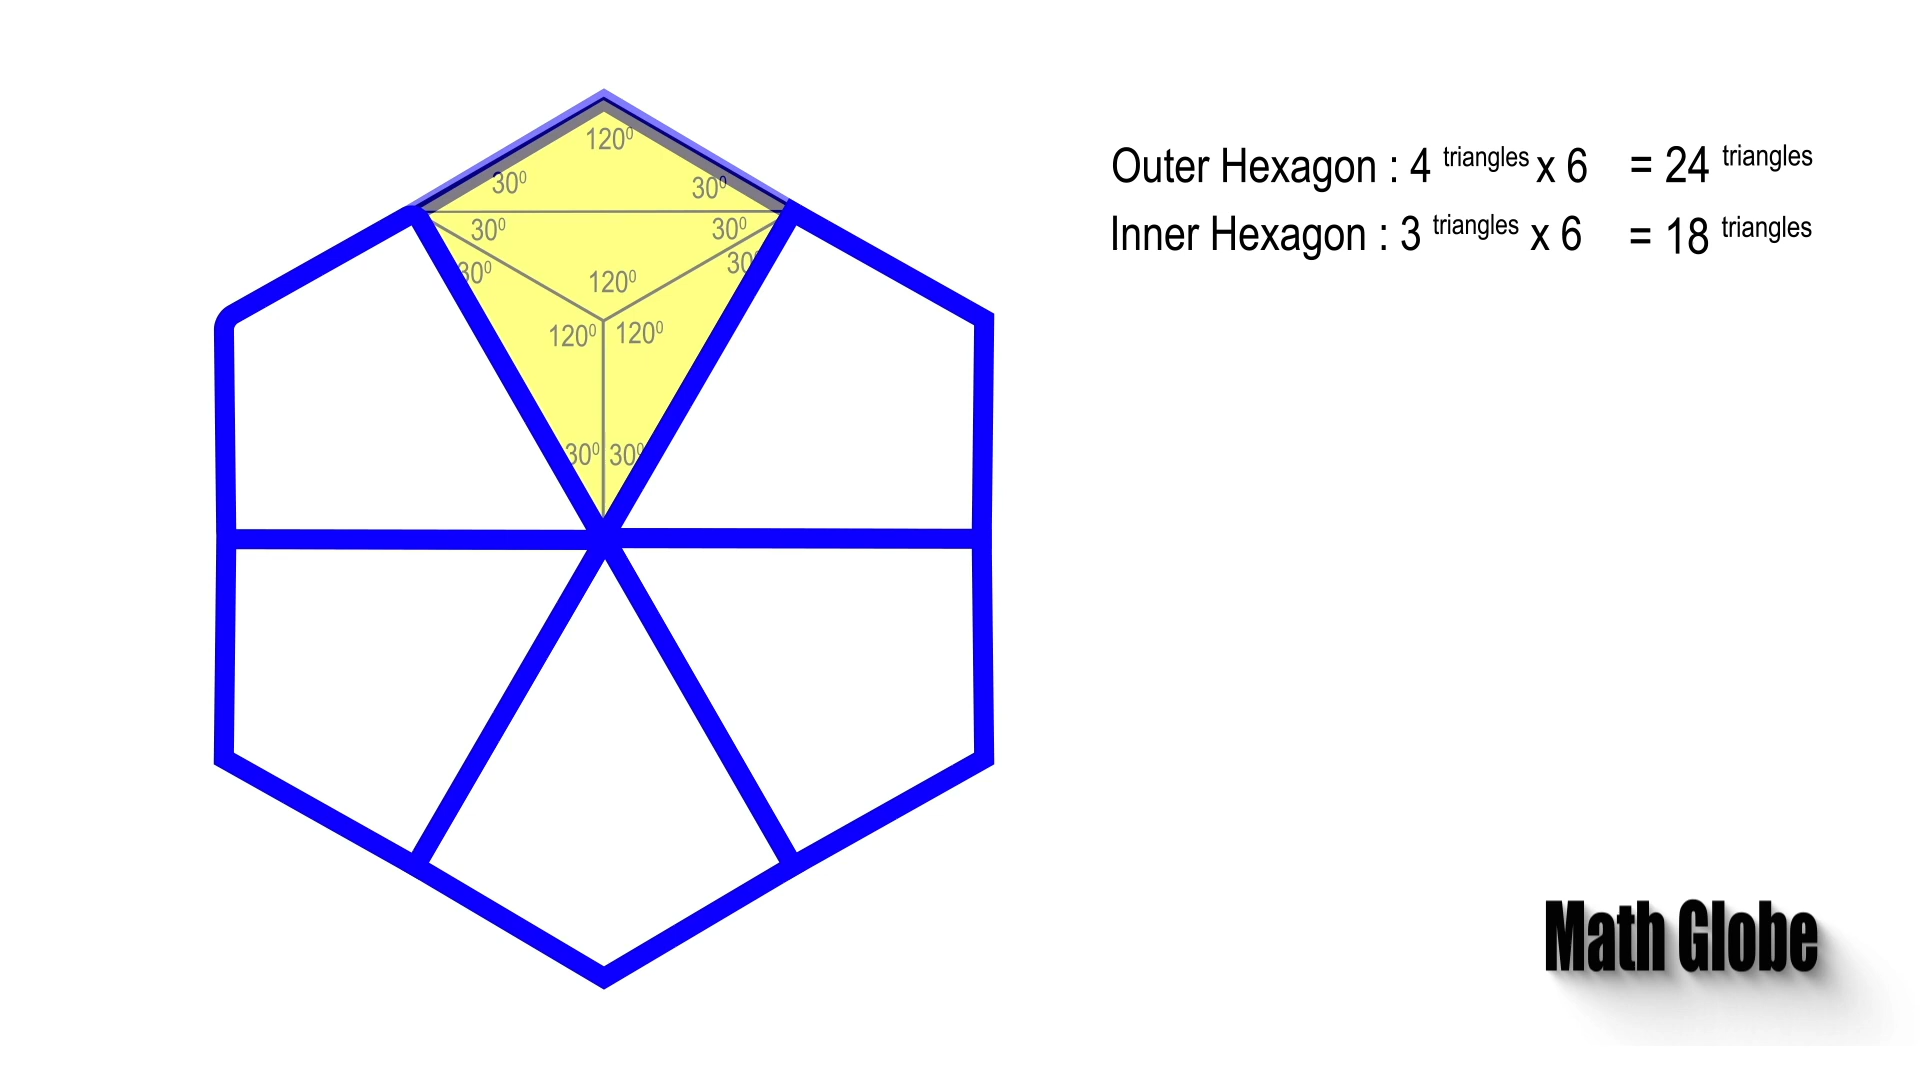 120⁰
30⁰ 30⁰
30⁰ 30⁰
30⁰ 30
120⁰
120⁰ 120⁰
30⁰ 30⁰
Outer Hexagon : 4 triangles x 6 = 24 triangles
Inner Hexagon : 3 triangles x 6 = 18 triangles
Math Globe